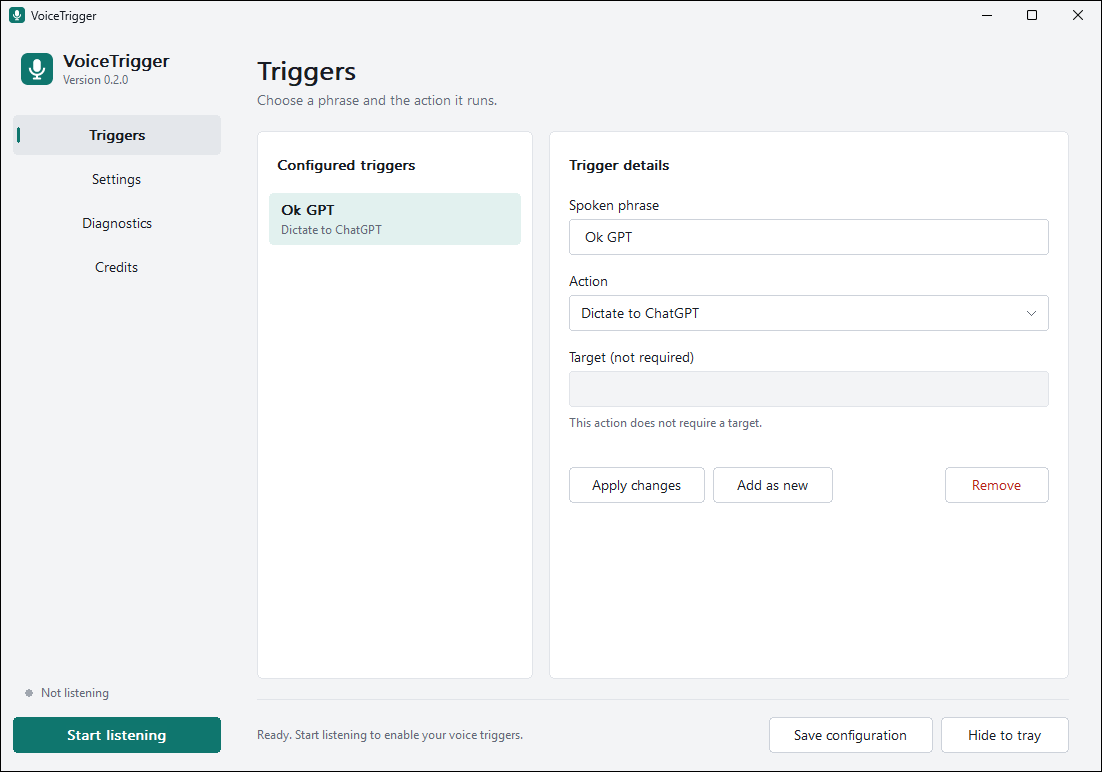 VoiceTrigger
VoiceTrigger
Version 0.2.0
Triggers
Settings
Diagnostics
Credits
Not listening
Start listening
Triggers
Choose a phrase and the action it runs.
Configured triggers
Ok GPT
Dictate to ChatGPT
Trigger details
Spoken phrase
Ok GPT
Action
Dictate to ChatGPT
Target (not required)
This action does not require a target.
Apply changes
Add as new
Remove
Ready. Start listening to enable your voice triggers.
Save configuration
Hide to tray